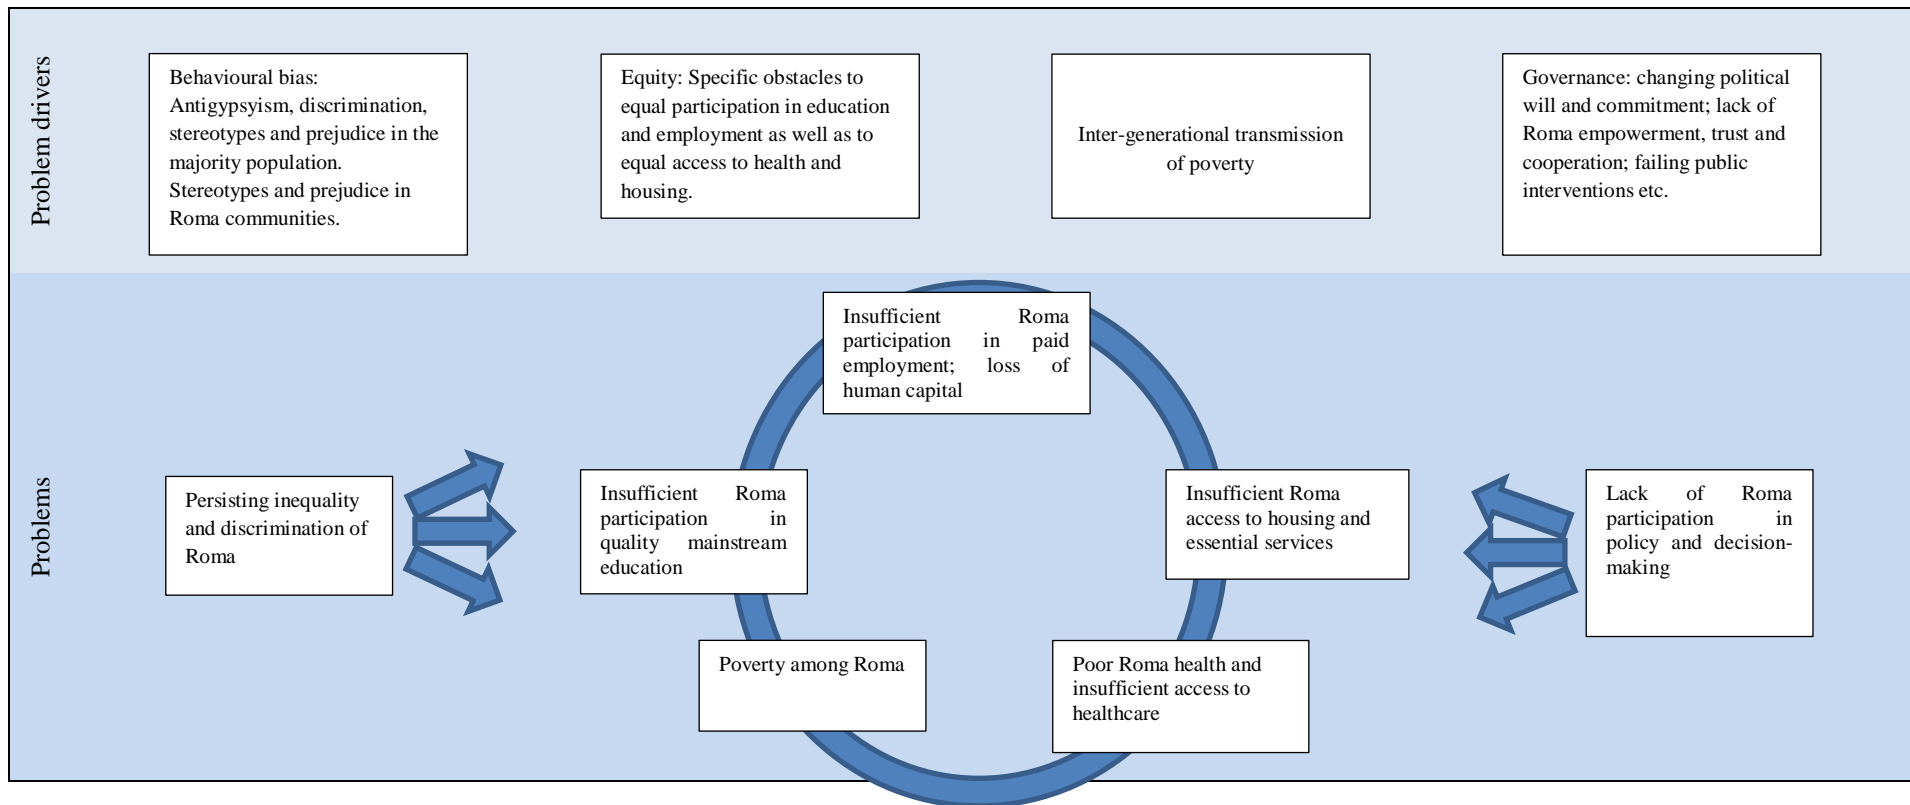 Problem drivers
Behavioural bias:
Antigypsyism, discrimination,
stereotypes and prejudice in the
majority population.
Stereotypes and prejudice in
Roma communities.
Equity: Specific obstacles to
equal participation in education
and employment as well as to
equal access to health and
housing.
Inter-generational transmission
of poverty
Governance: changing political
will and commitment; lack of
Roma empowerment, trust and
cooperation; failing public
interventions etc.
Problems
Insufficient Roma
participation in paid
employment; loss of
human capital
Persisting inequality
and discrimination of
Roma
Insufficient Roma
participation in
quality mainstream
education
Insufficient Roma
access to housing and
essential services
Lack of Roma
participation in
policy and decision-
making
Poverty among Roma
Poor Roma health and
insufficient access to
healthcare